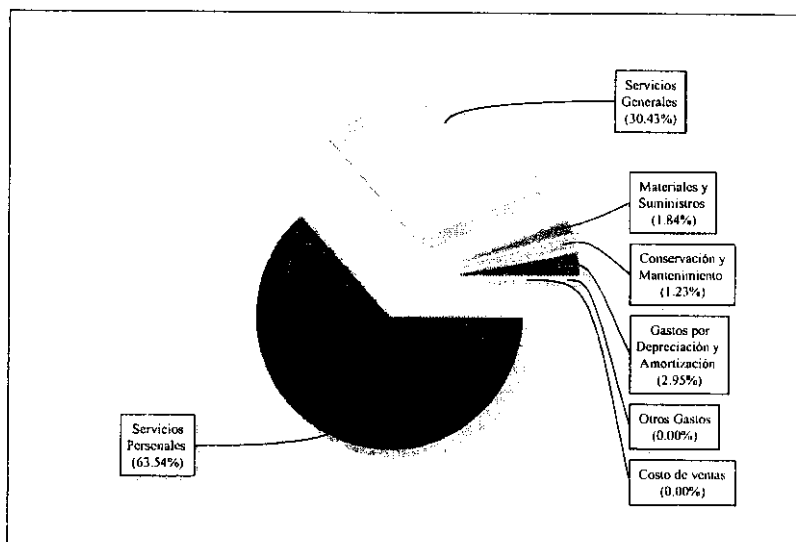 Servicios
Generales
(30.43%)
Materiales y
Suministros
(1.84%)
Conservación y
Mantenimiento
(1.23%)
Gastos por
Depreciación y
Amortización
(2.95%)
Otros Gastos
(0.00%)
Costo de ventas
(0.00%)
Servicios
Personales
(63.54%)